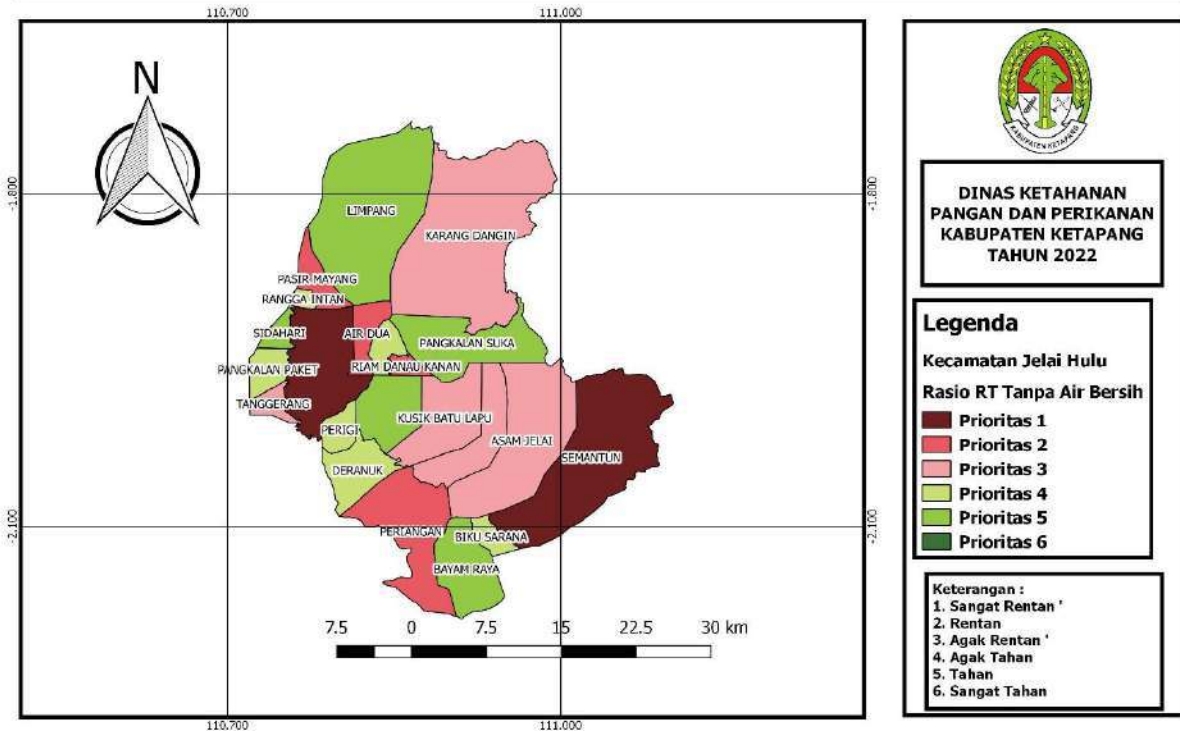 110.700
111.000
N
-1.800
-1.800
LIMPANG
KARANG DANGIN
PASIR MAYANG
RANGGA INTAN
SIDAHARI
AIR DUA
PANGKALAN SUKA
PANGKALAN PAKET
RIAM DANAU KANAN
TANGGERANG
KUSIK BATU LAPU
PERIGI
ASAM JELAI
SEMANTUN
DERANUK
-2.100
-2.100
PERIANGAN
BIKU SARANA
BAYAM RAYA
7.5 0 7.5 15 22.5 30 km
110.700
111.000
KABUPATEN KETAPANG
DINAS KETAHANAN
PANGAN DAN PERIKANAN
KABUPATEN KETAPANG
TAHUN 2022
Legenda
Kecamatan Jelai Hulu
Rasio RT Tanpa Air Bersih
Prioritas 1
Prioritas 2
Prioritas 3
Prioritas 4
Prioritas 5
Prioritas 6
Keterangan :
1. Sangat Rentan '
2. Rentan
3. Agak Rentan '
4. Agak Tahan
5. Tahan
6. Sangat Tahan